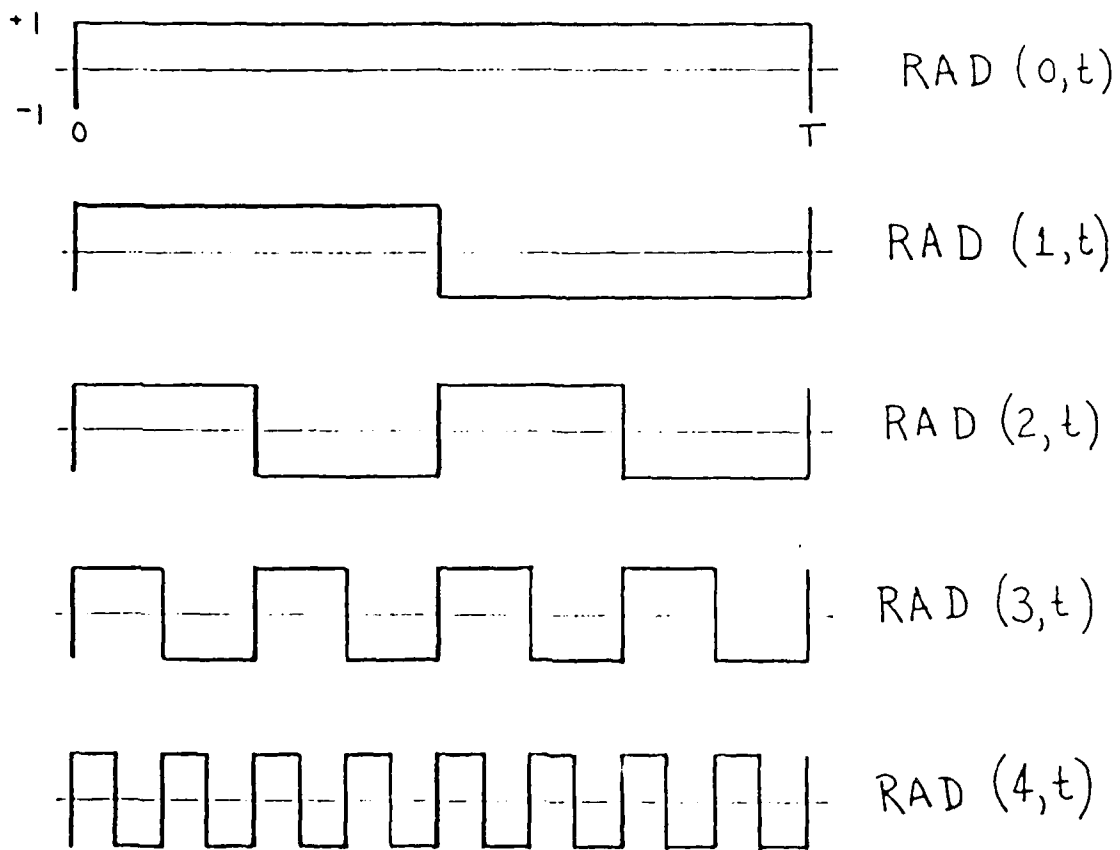 +1
RAD (0,t)
-1
0 T
RAD (1,t)
RAD (2,t)
RAD (3,t)
RAD (4,t)